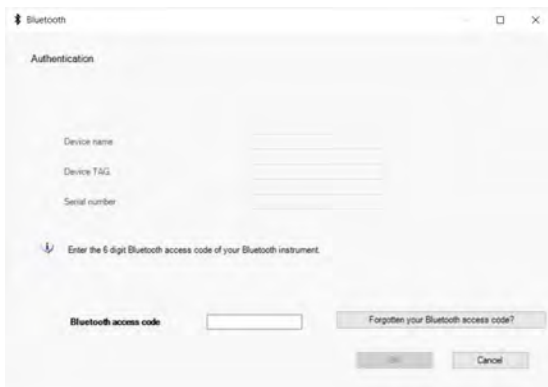 Bluetooth
Authentication
Device name
Device TAG
Serial number
Enter the 6 digit Bluetooth access code of your Bluetooth instrument.
Bluetooth access code
Forgotten your Bluetooth access code?
Cancel